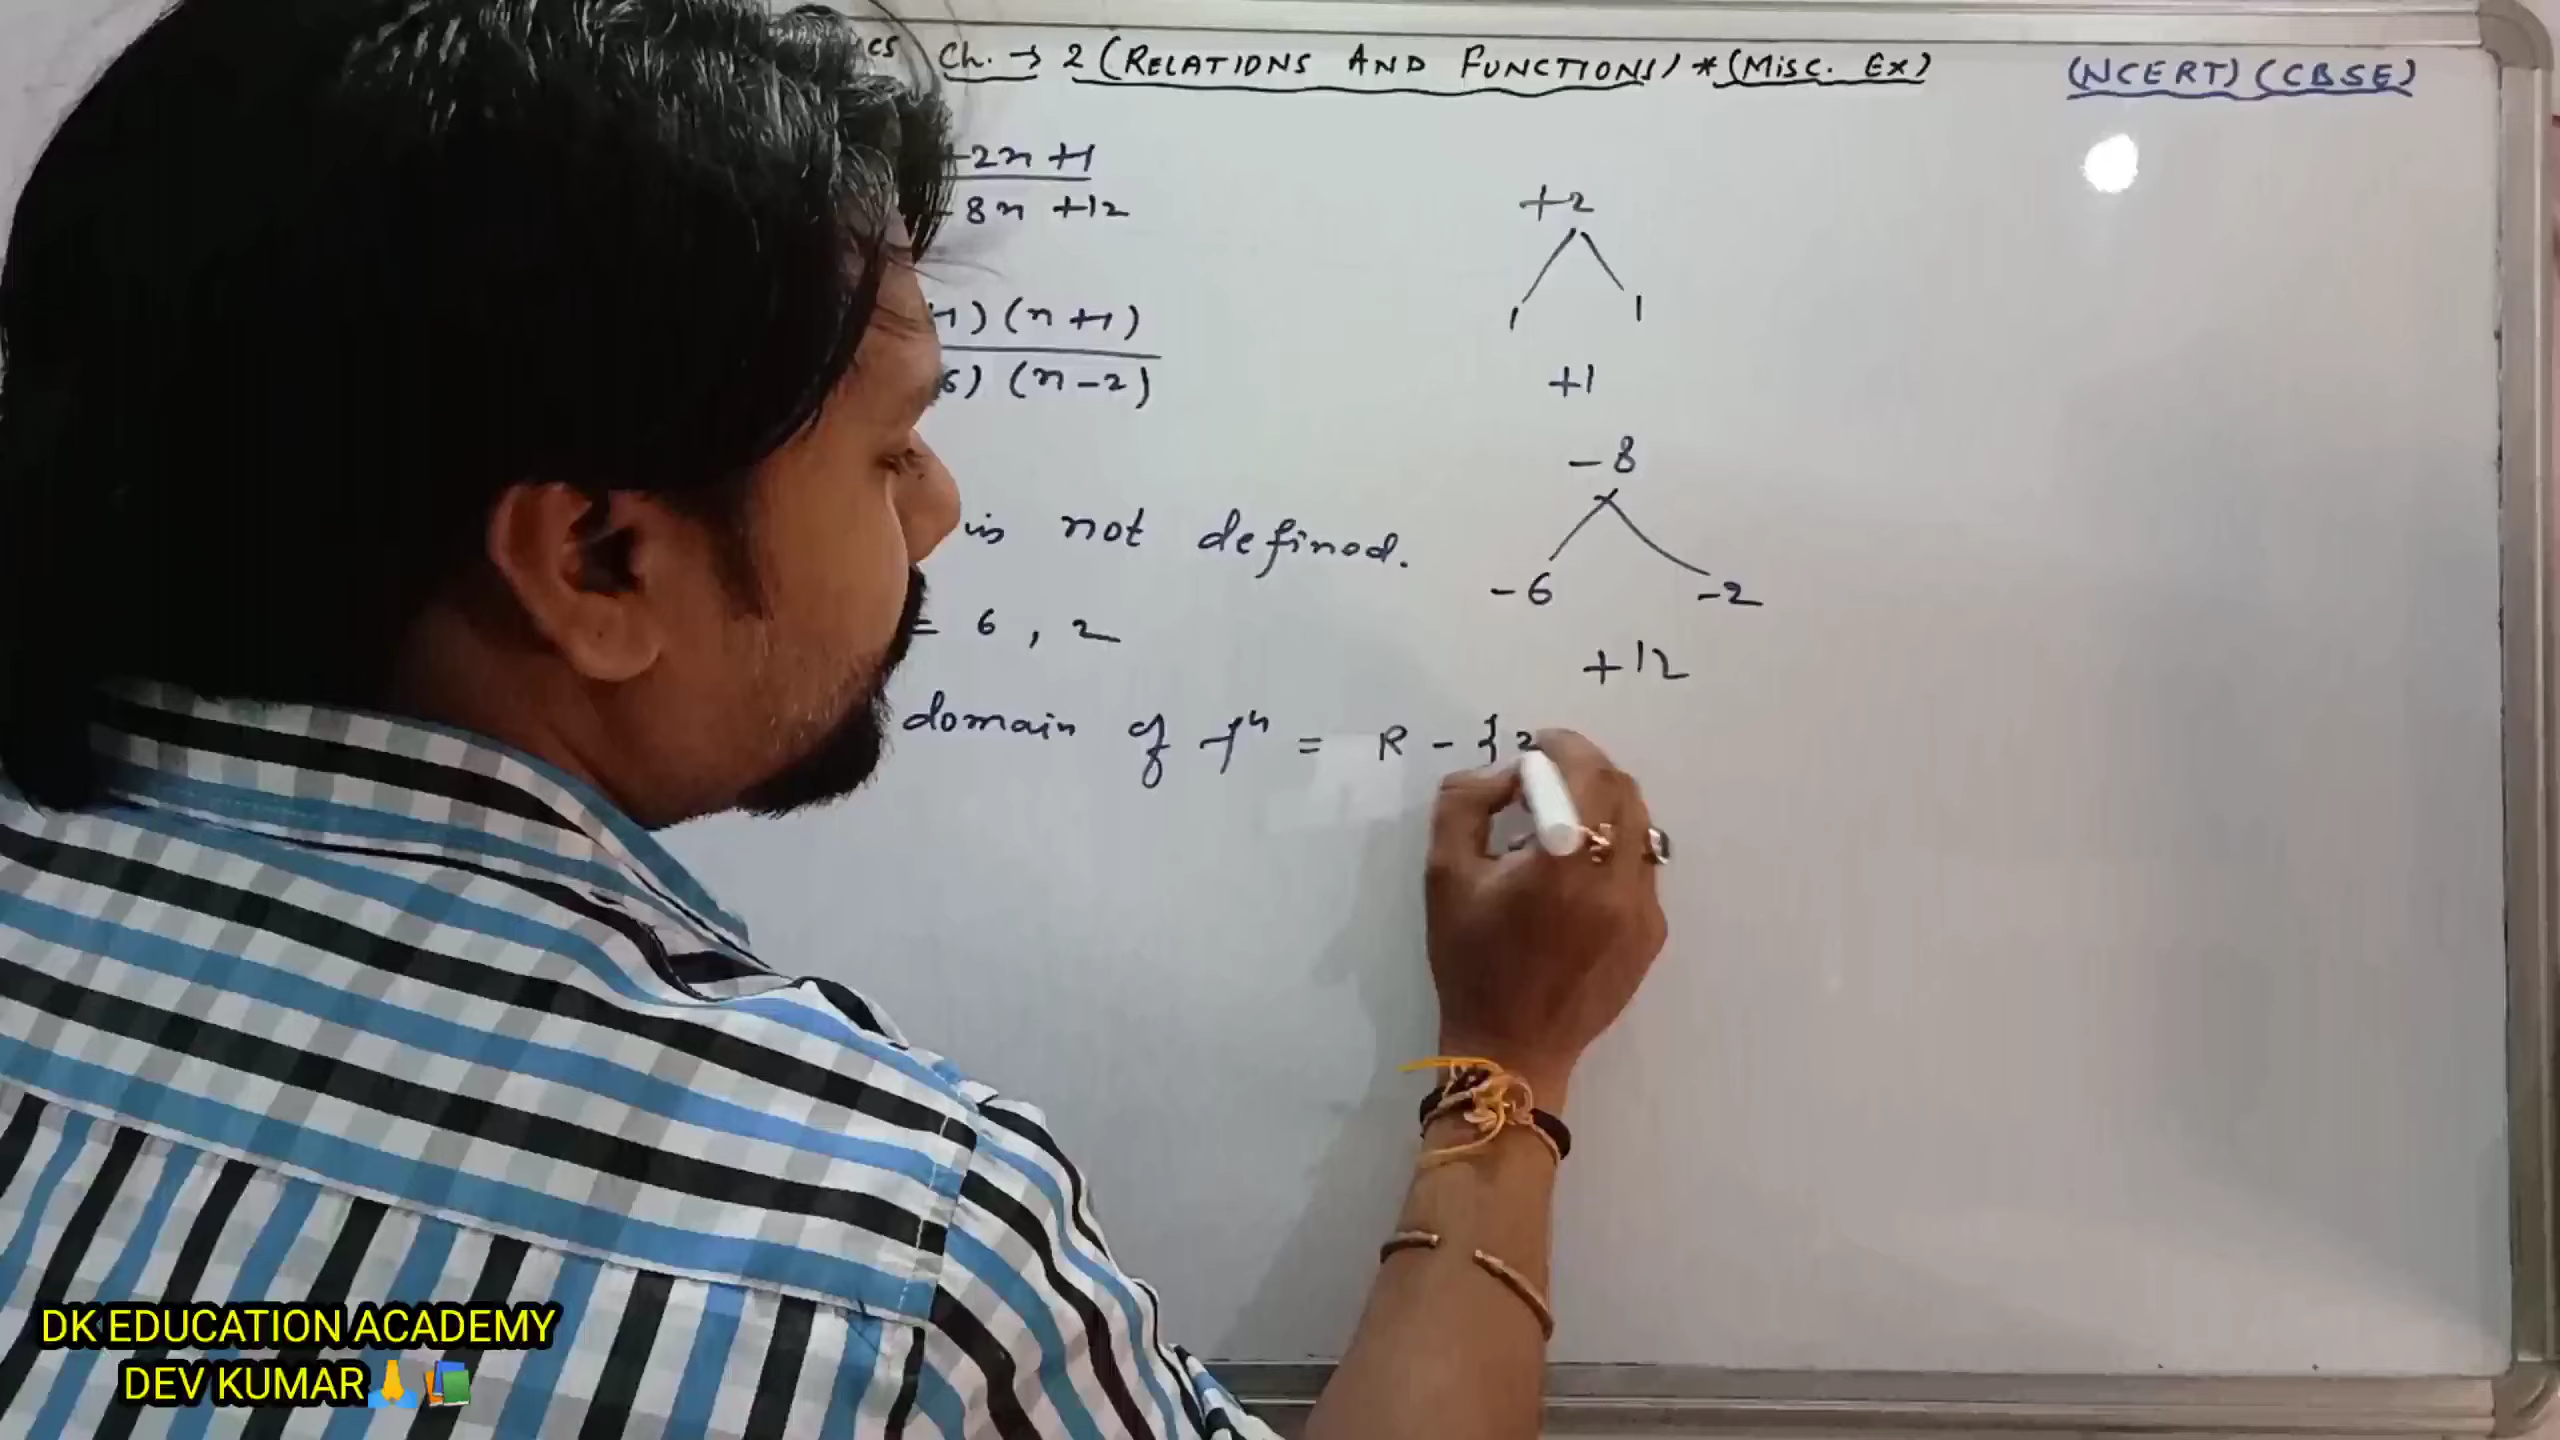 Ch. → 2 (RELATIONS AND FUNCTIONS) * (MISC. EX) (NCERT) (CBSE)
+2x +1
- 8x +12
+1) (x +1)
6) (x - 2)
+2
1 1
+1
- 8
- 6 - 2
+12
is not defined.
= 6 , 2
domain of fⁿ = R - { 2
DK EDUCATION ACADEMY
DEV KUMAR🙏📚